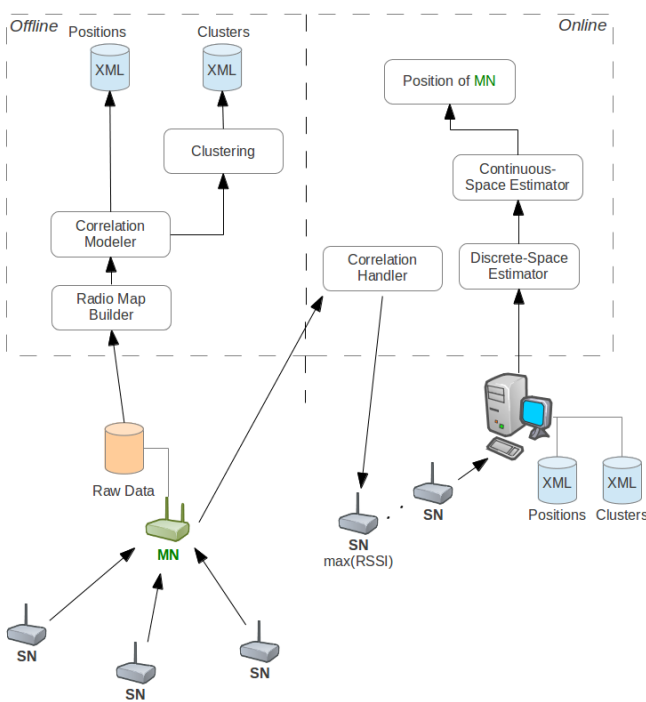 Offline
Online
Positions
Clusters
XML
XML
Position of MN
Clustering
Continuous-
Space Estimator
Correlation
Modeler
Correlation
Handler
Discrete-Space
Estimator
Radio Map
Builder
Raw Data
XML
XML
SN
Positions
Clusters
MN
SN
max(RSSI)
SN
SN
SN